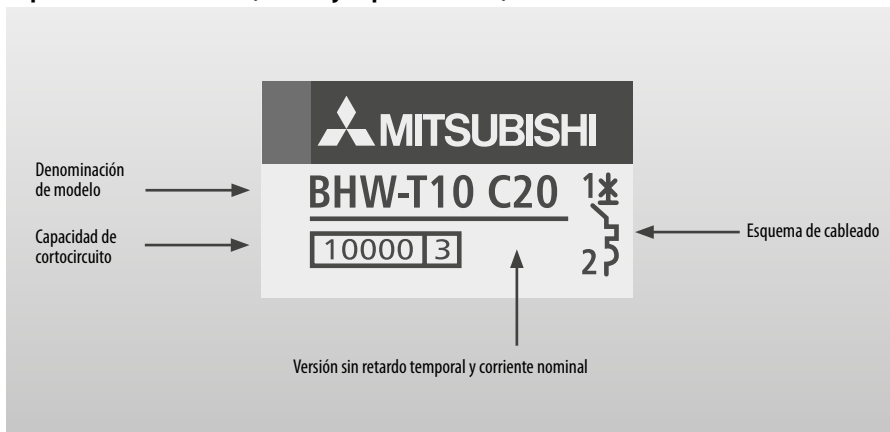 MITSUBISHI
Denominación
de modelo
BHW-T10 C20
1
Capacidad de
cortocircuito
10000 3
2
Esquema de cableado
Versión sin retardo temporal y corriente nominal